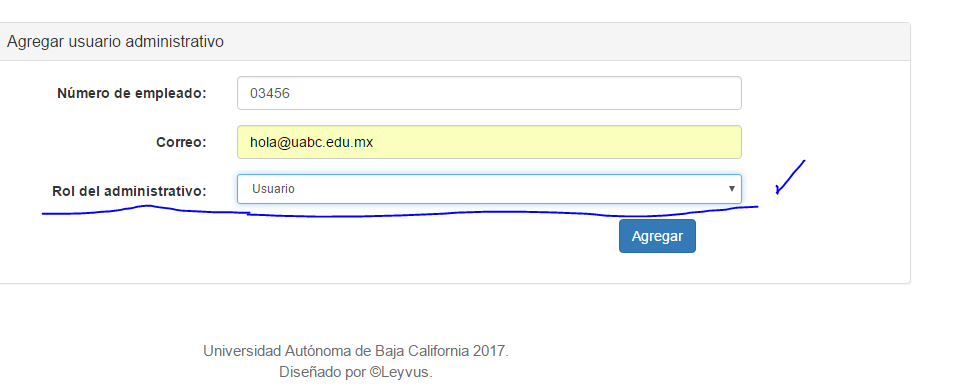 Agregar usuario administrativo
Número de empleado: 03456
Correo: hola@uabc.edu.mx
Rol del administrativo: Usuario
Agregar
Universidad Autónoma de Baja California 2017.
Diseñado por ©Leyvus.